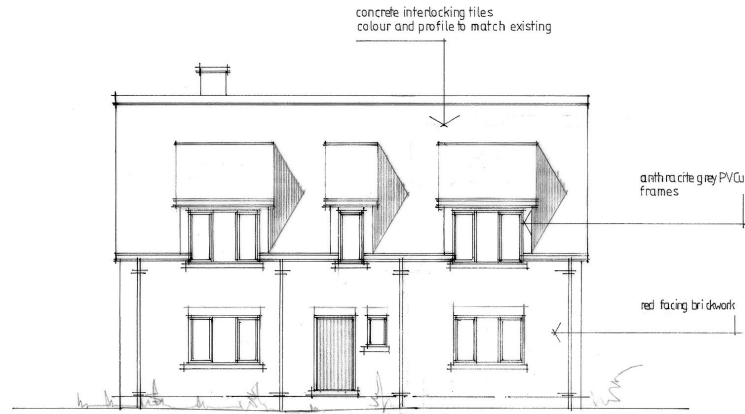 concrete interlocking tiles
colour and profile to match existing
anthracite grey PVCu
frames
red facing brickwork